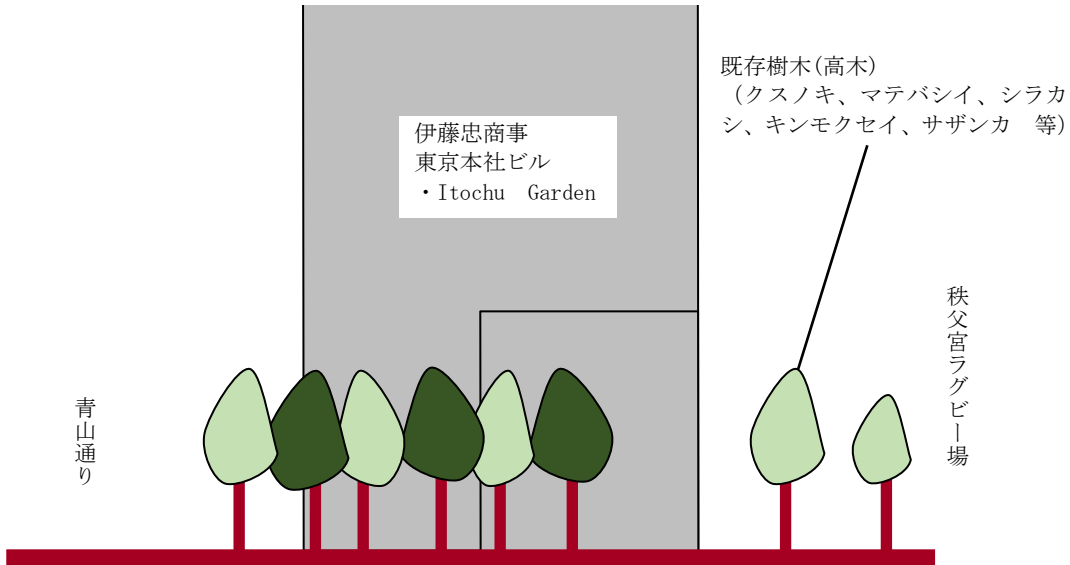 既存樹木(高木)
（クスノキ、マテバシイ、シラカ
シ、キンモクセイ、サザンカ　等）
伊藤忠商事
東京本社ビル
・Itochu　Garden
青山通り
秩父宮ラグビー場